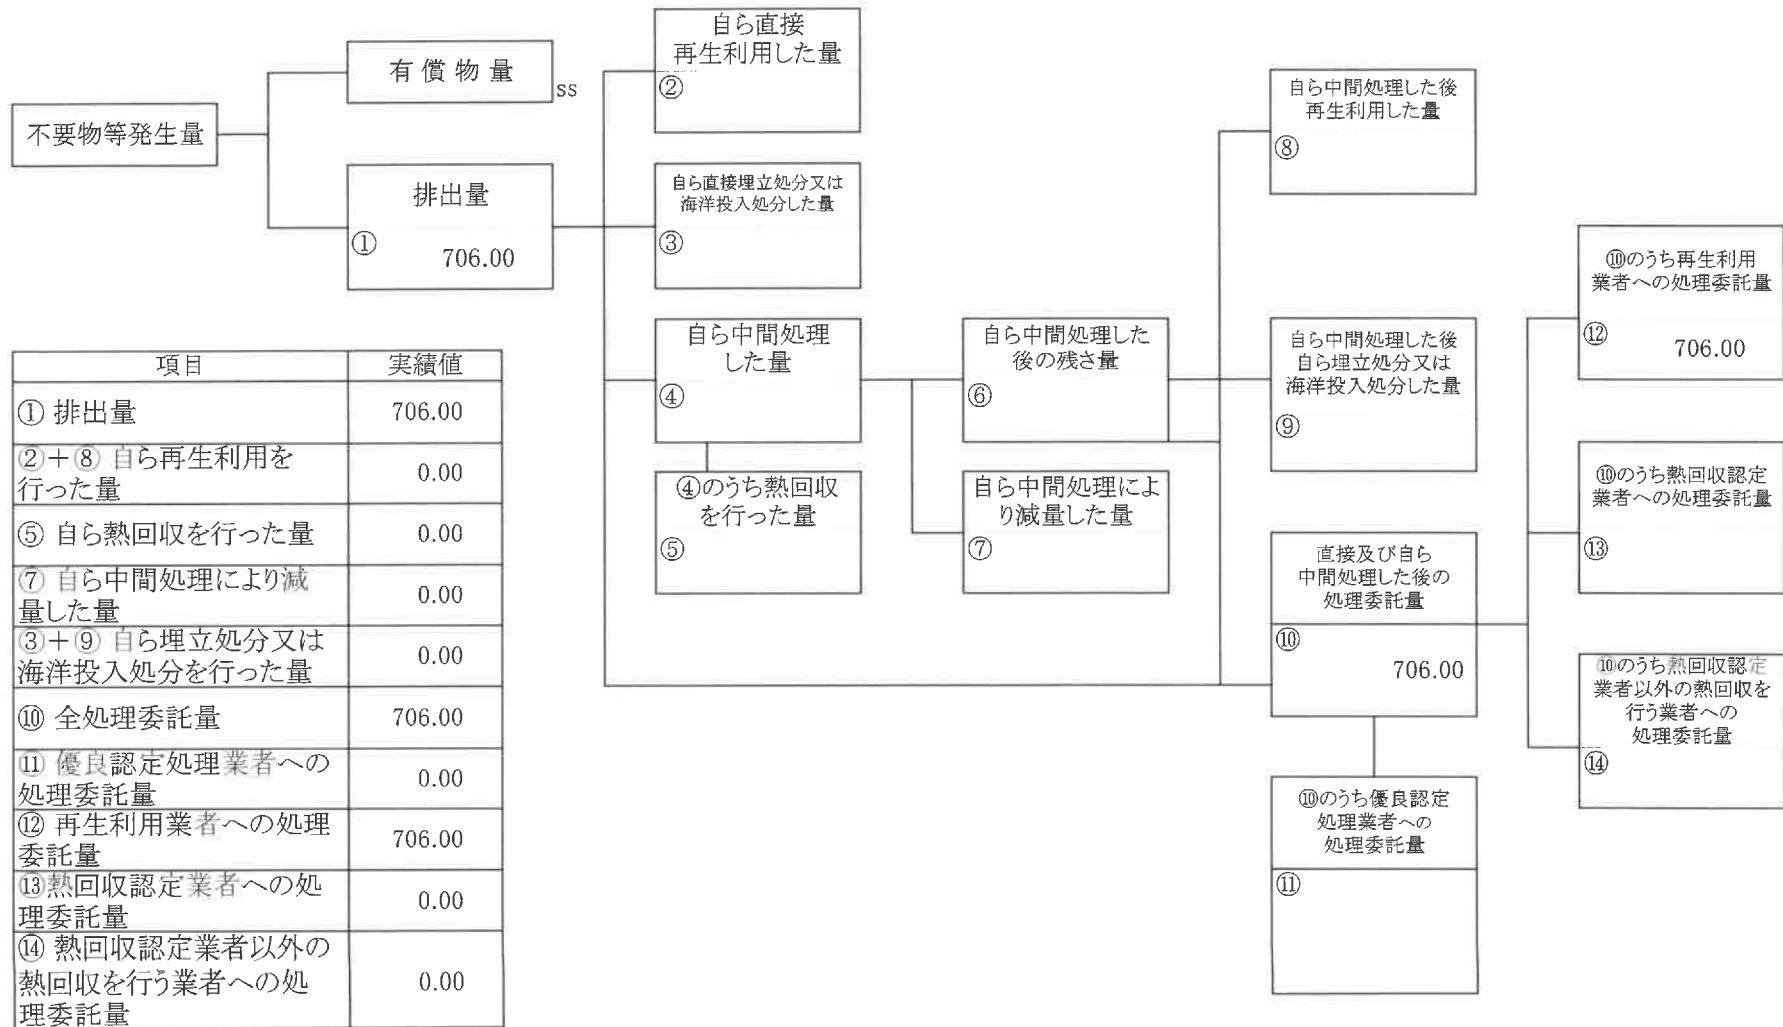 不要物等発生量
有償物量
ss
排出量
①
706.00
自ら直接
再生利用した量
②
自ら直接埋立処分又は
海洋投入処分した量
③
自ら中間処理
した量
④
④のうち熱回収
を行った量
⑤
自ら中間処理した
後の残さ量
⑥
自ら中間処理によ
り減量した量
⑦
自ら中間処理した後
再生利用した量
⑧
自ら中間処理した後
自ら埋立処分又は
海洋投入処分した量
⑨
直接及び自ら
中間処理した後の
処理委託量
⑩
706.00
⑩のうち優良認定
処理業者への
処理委託量
⑪
⑩のうち再生利用
業者への処理委託量
⑫
706.00
⑩のうち熱回収認定
業者への処理委託量
⑬
⑩のうち熱回収認定
業者以外の熱回収を
行う業者への
処理委託量
⑭
項目 実績値
① 排出量 706.00
②+⑧ 自ら再生利用を
行った量 0.00
⑤ 自ら熱回収を行った量 0.00
⑦ 自ら中間処理により減
量した量 0.00
③+⑨ 自ら埋立処分又は
海洋投入処分を行った量 0.00
⑩ 全処理委託量 706.00
⑪ 優良認定処理業者への
処理委託量 0.00
⑫ 再生利用業者への処理
委託量 706.00
⑬熱回収認定業者への処
理委託量 0.00
⑭ 熱回収認定業者以外の
熱回収を行う業者への処
理委託量 0.00